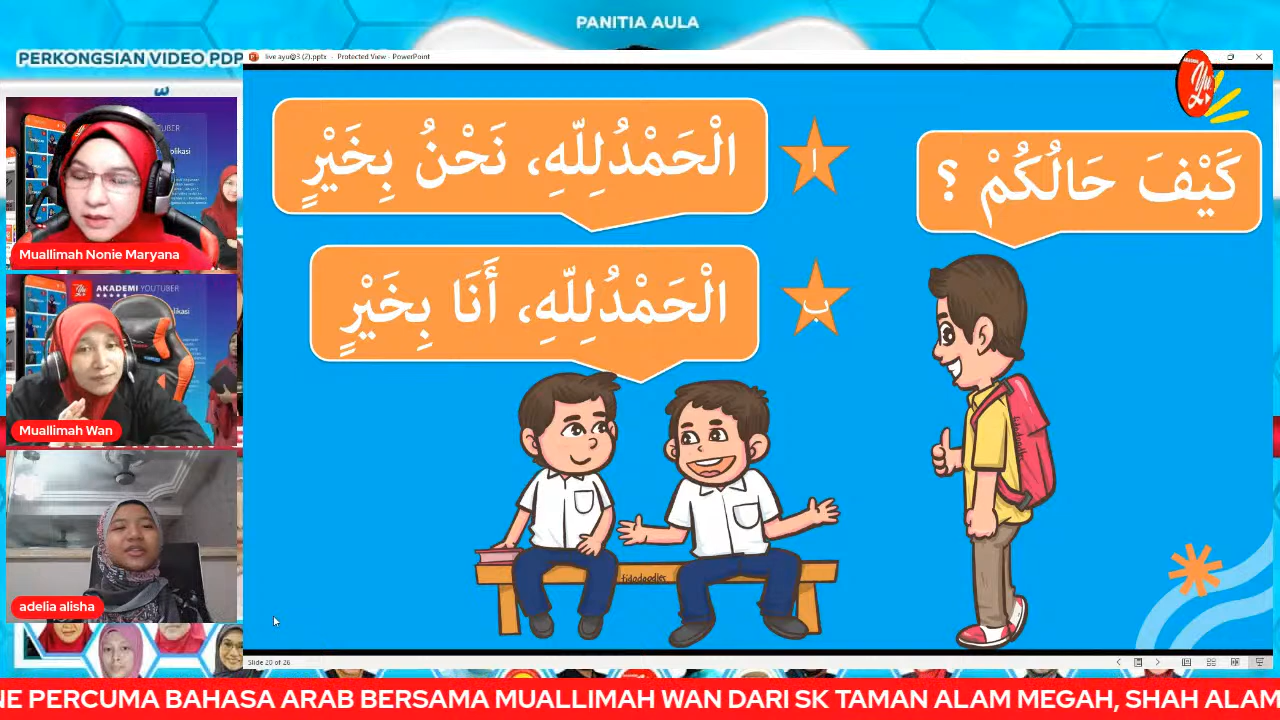 PANITIA AULA
PERKONGSIAN VIDEO PDP
live ayu@3 (2).pptx - Protected View - PowerPoint
الْحَمْدُلِلّهِ، نَحْنُ بِخَيْرٍ
ا
كَيْفَ حَالُكُمْ ؟
الْحَمْدُلِلّهِ، أَنَا بِخَيْرٍ
ب
AKADEMI YOUTUBER
Muallimah Nonie Maryana
Muallimah Wan
adelia alisha
fidodoodles
Slide 20 of 26
NE PERCUMA BAHASA ARAB BERSAMA MUALLIMAH WAN DARI SK TAMAN ALAM MEGAH, SHAH ALAM